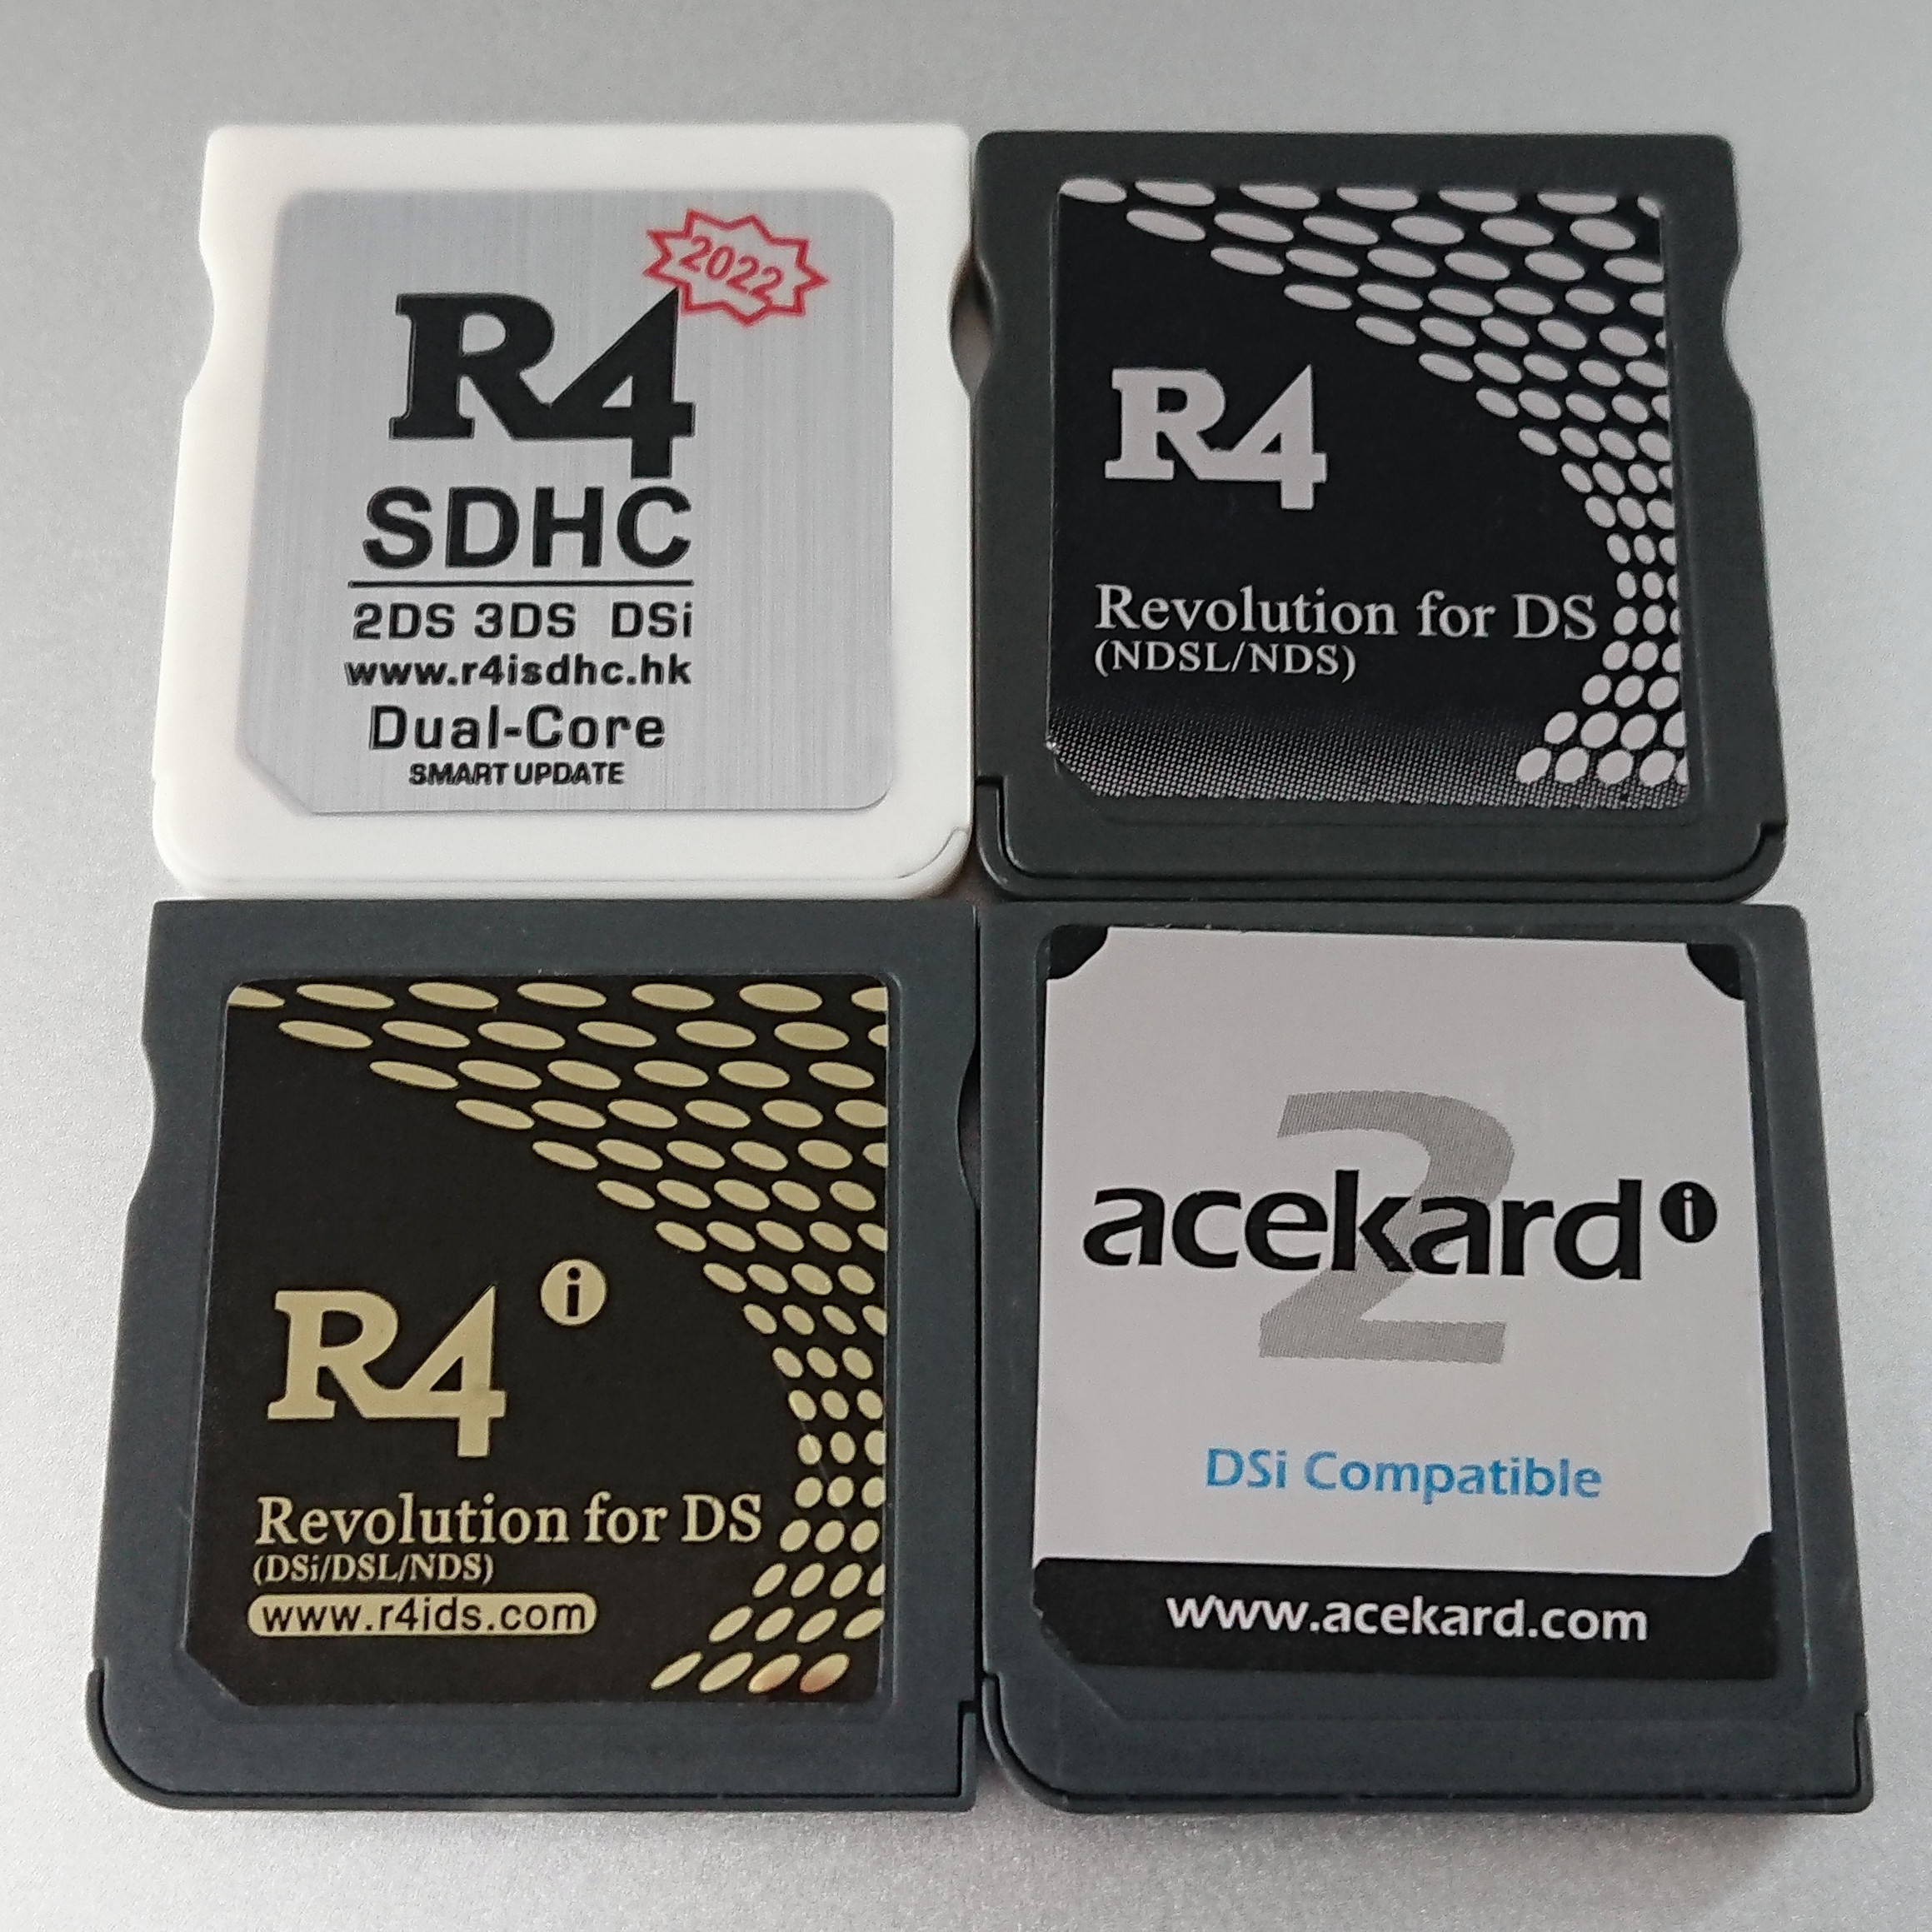 2022
R4
SDHC
2DS 3DS DSi
www.r4isdhc.hk
Dual-Core
SMART UPDATE
R4
Revolution for DS
(NDSL/NDS)
R4 i
Revolution for DS
(DSi/DSL/NDS)
www.r4ids.com
2
acekard i
DSi Compatible
www.acekard.com